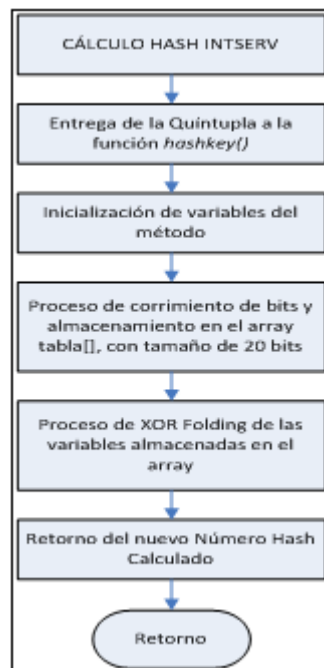 CÁLCULO HASH INTSERV
Entrega de la Quintupla a la
función hashkey()
Inicialización de variables del
método
Proceso de corrimiento de bits y
almacenamiento en el array
tabla[], con tamaño de 20 bits
Proceso de XOR Folding de las
variables almacenadas en el
array
Retorno del nuevo Número Hash
Calculado
Retorno